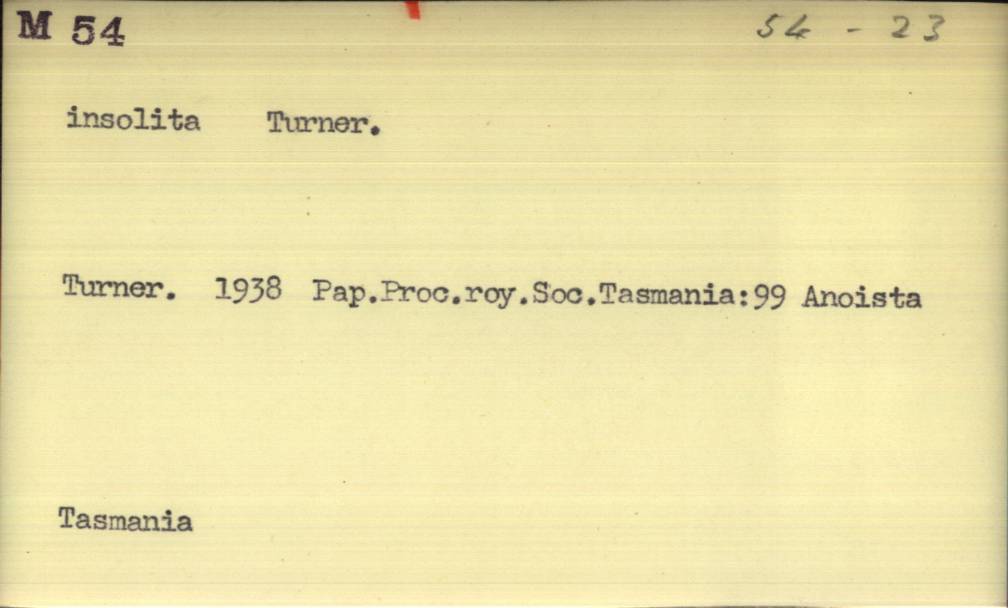 M 54 54 - 23
insolita Turner.
Turner. 1938 Pap.Proc.roy.Soc.Tasmania:99 Anoista
Tasmania